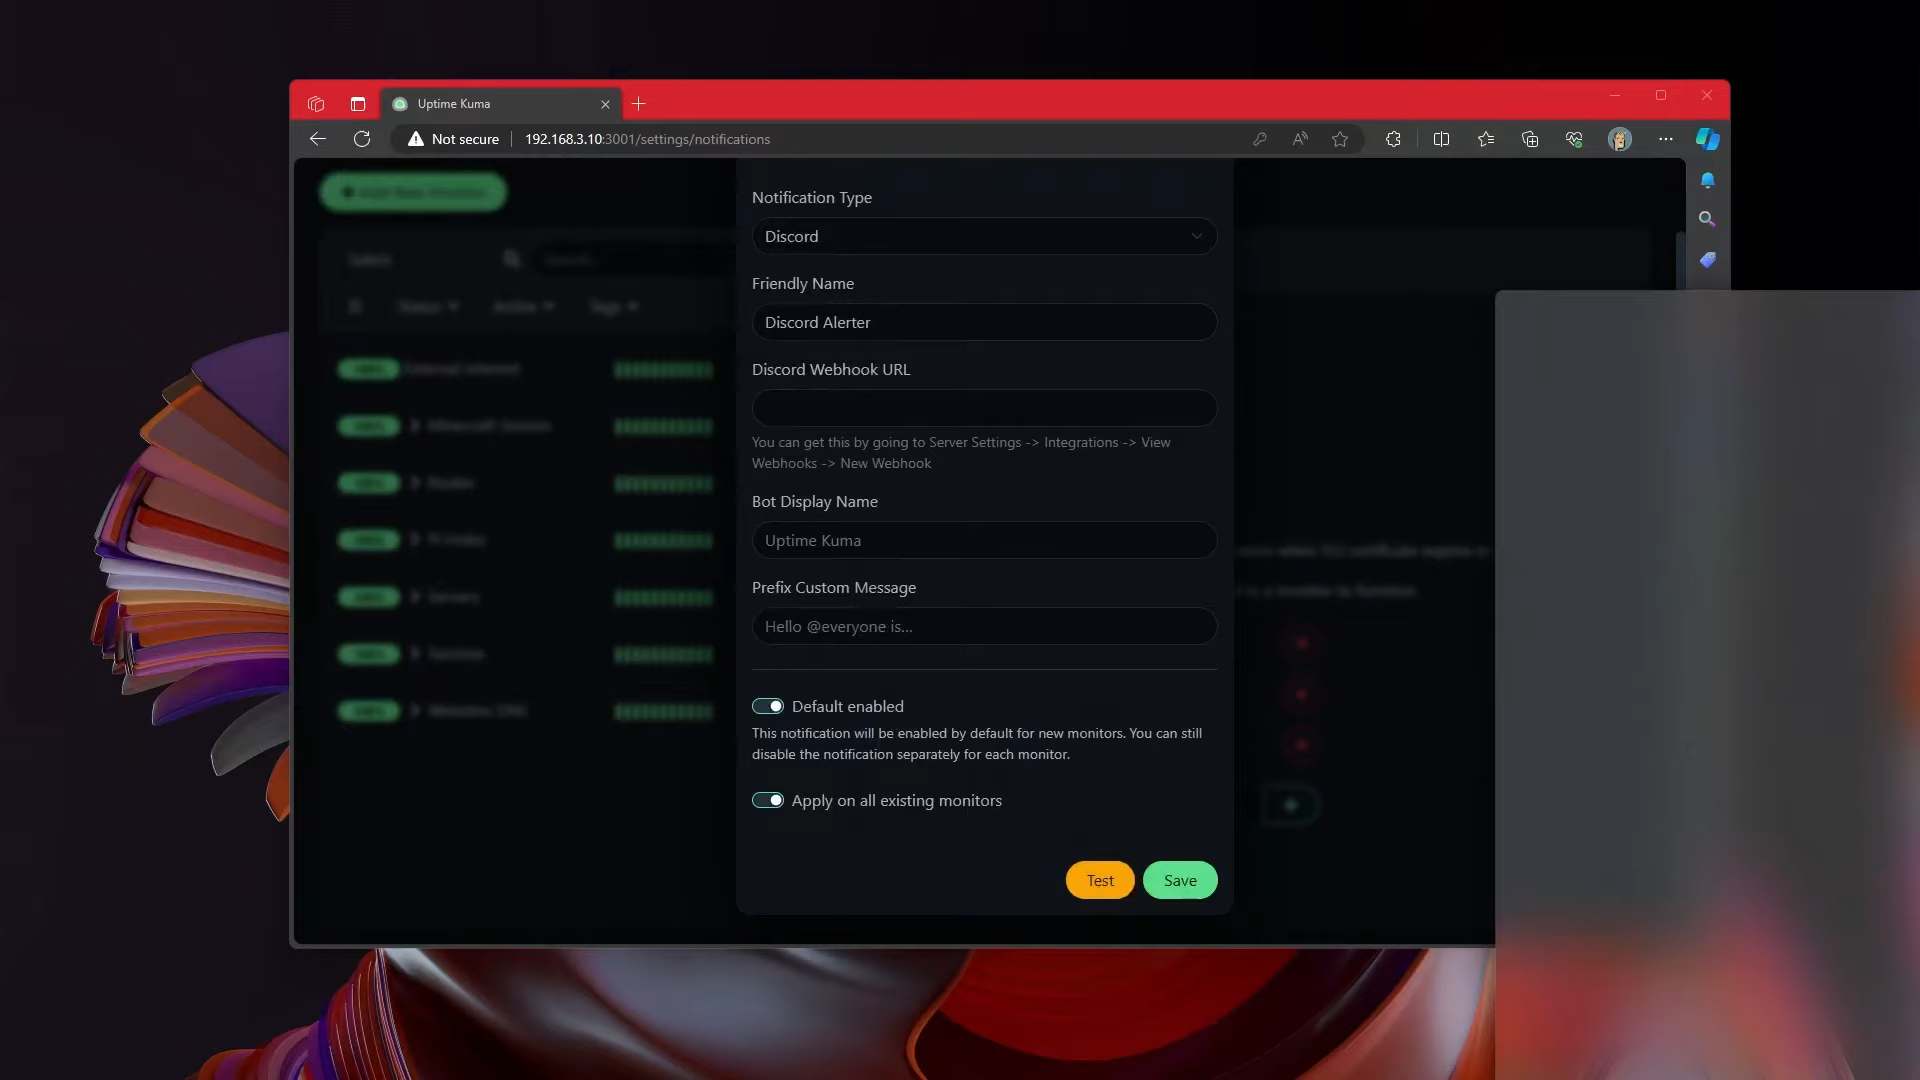 Uptime Kuma
Not secure
192.168.3.10:3001/settings/notifications
Notification Type
Discord
Friendly Name
Discord Alerter
Discord Webhook URL
You can get this by going to Server Settings -> Integrations -> View
Webhooks -> New Webhook
Bot Display Name
Uptime Kuma
Prefix Custom Message
Hello @everyone is...
Default enabled
This notification will be enabled by default for new monitors. You can still
disable the notification separately for each monitor.
Apply on all existing monitors
Test
Save